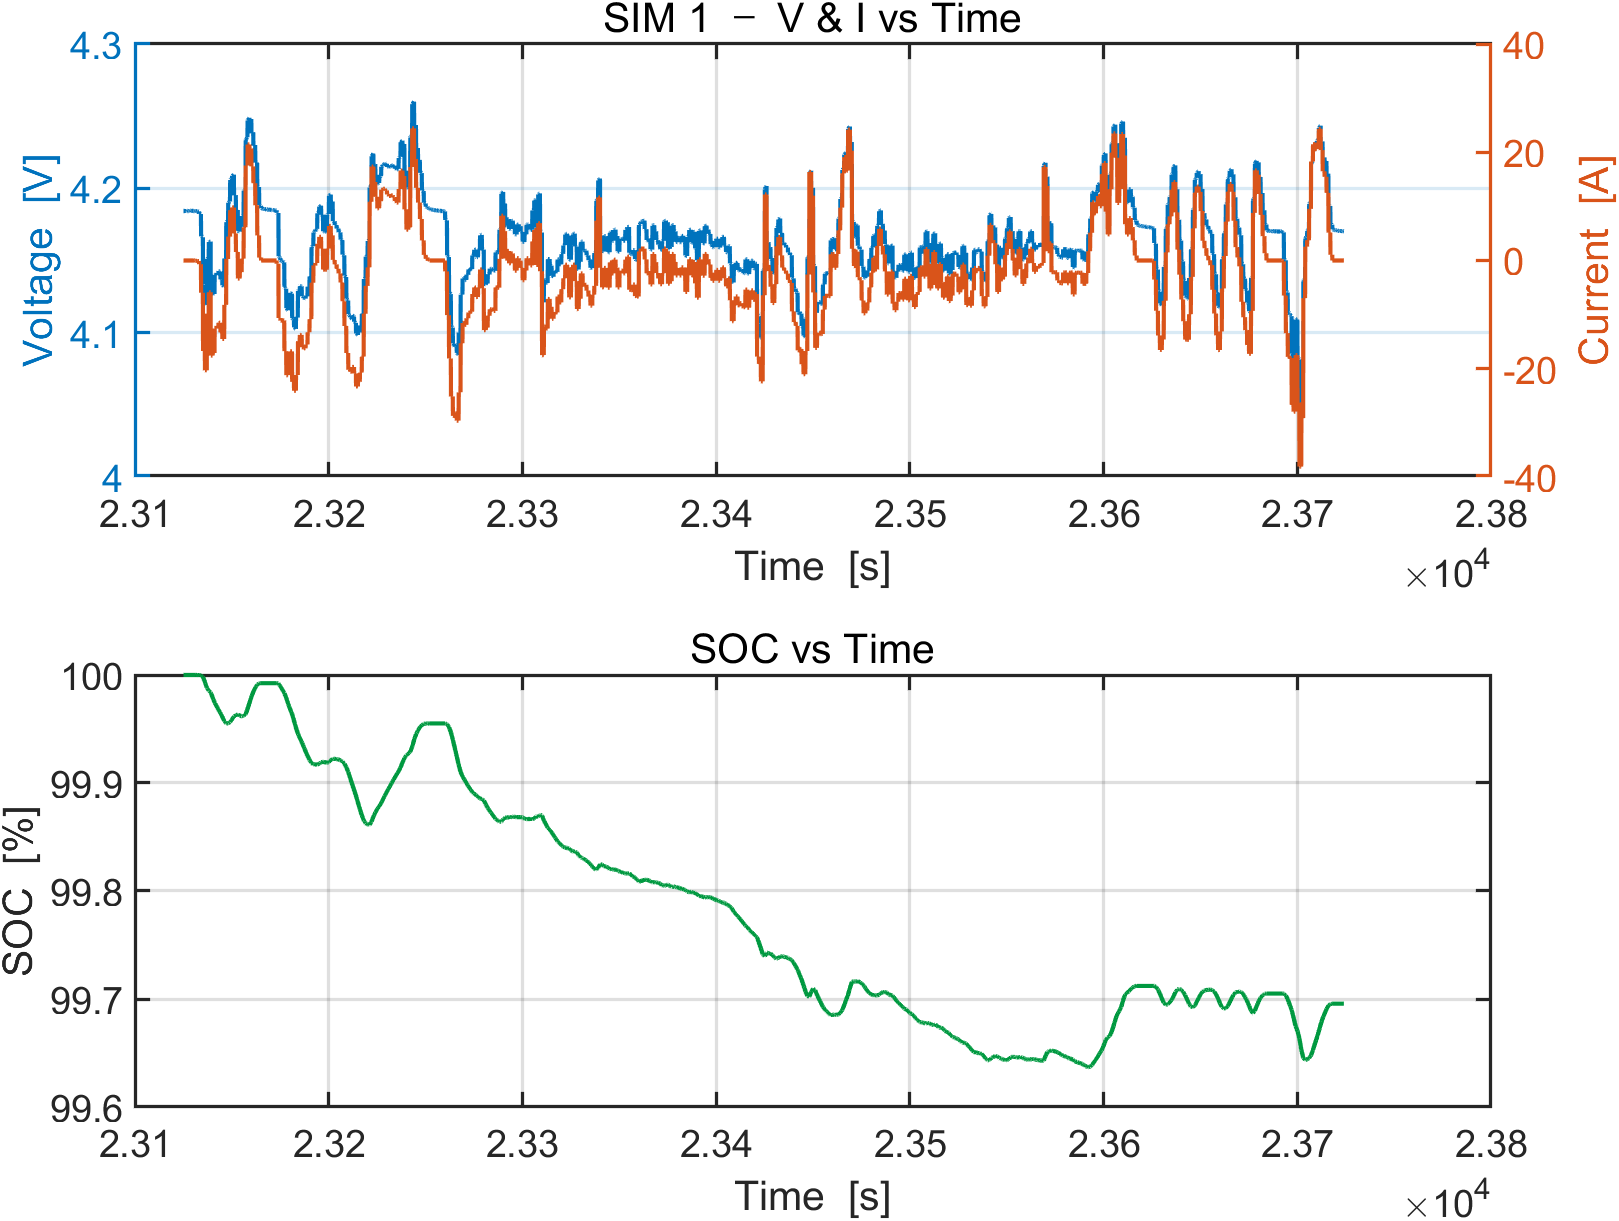 SIM 1 – V & I vs Time
Voltage [V]
4.3
4.2
4.1
4
40
20
0
-20
-40
Current [A]
2.31 2.32 2.33 2.34 2.35 2.36 2.37 2.38
Time [s]
×10^4
SOC vs Time
SOC [%]
100
99.9
99.8
99.7
99.6
2.31 2.32 2.33 2.34 2.35 2.36 2.37 2.38
Time [s]
×10^4